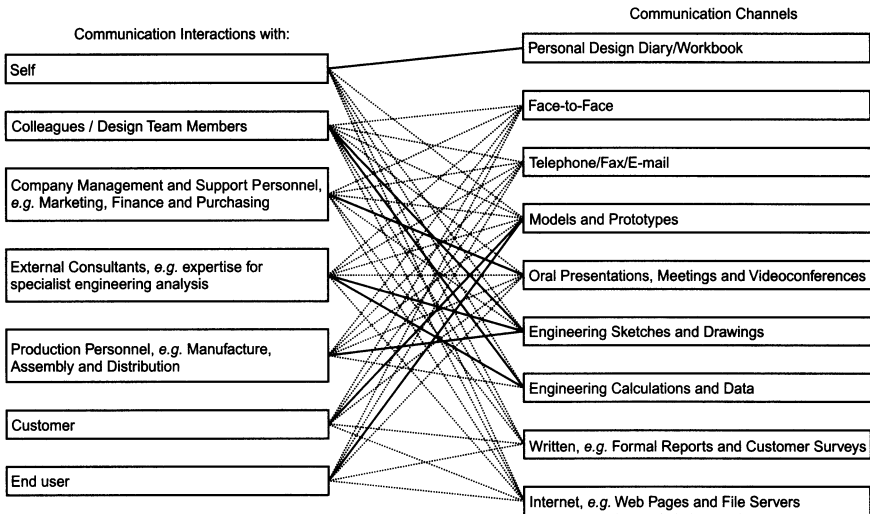 Communication Interactions with:
Self
Colleagues / Design Team Members
Company Management and Support Personnel,
e.g. Marketing, Finance and Purchasing
External Consultants, e.g. expertise for
specialist engineering analysis
Production Personnel, e.g. Manufacture,
Assembly and Distribution
Customer
End user
Communication Channels
Personal Design Diary/Workbook
Face-to-Face
Telephone/Fax/E-mail
Models and Prototypes
Oral Presentations, Meetings and Videoconferences
Engineering Sketches and Drawings
Engineering Calculations and Data
Written, e.g. Formal Reports and Customer Surveys
Internet, e.g. Web Pages and File Servers